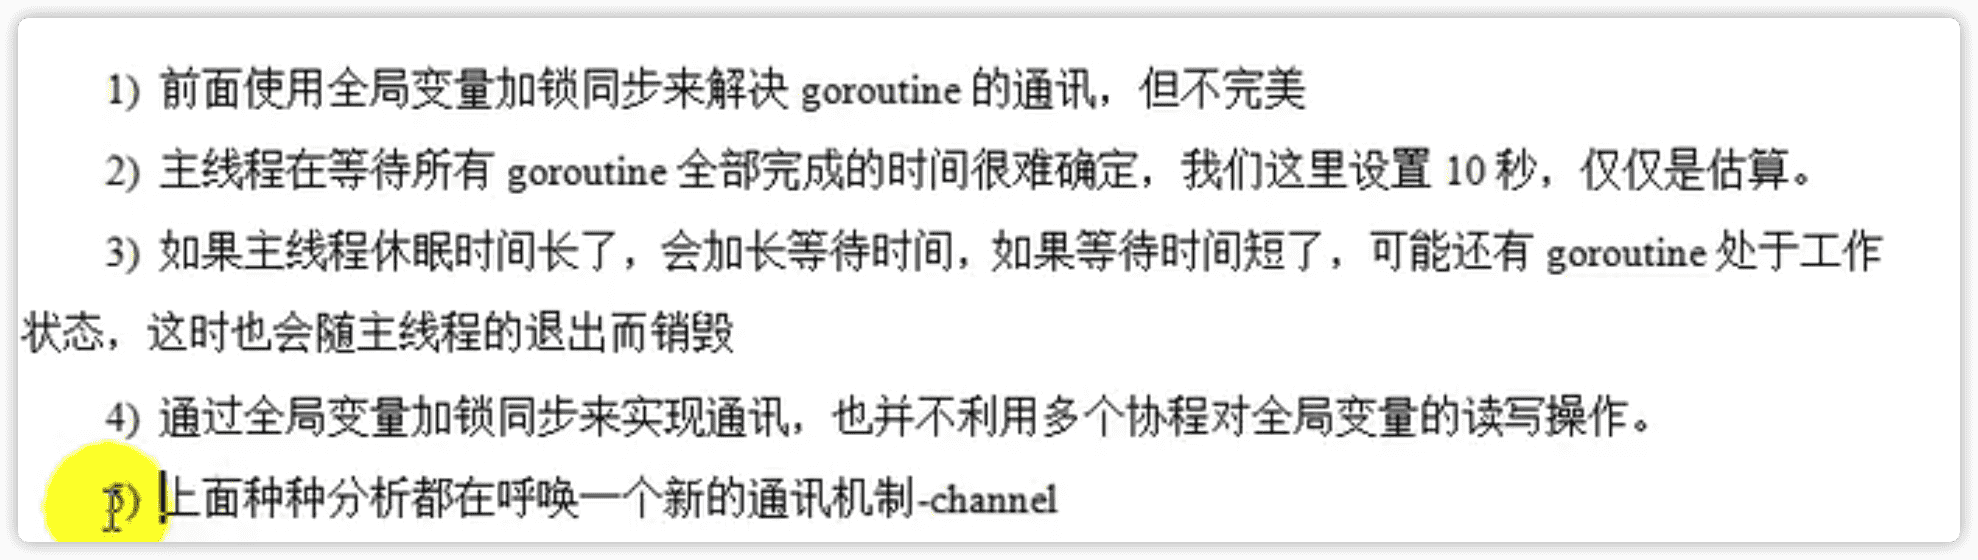 1) 前面使用全局变量加锁同步来解决 goroutine 的通讯，但不完美
2) 主线程在等待所有 goroutine 全部完成的时间很难确定，我们这里设置 10 秒，仅仅是估算。
3) 如果主线程休眠时间长了，会加长等待时间，如果等待时间短了，可能还有 goroutine 处于工作
状态，这时也会随主线程的退出而销毁
4) 通过全局变量加锁同步来实现通讯，也并不利用多个协程对全局变量的读写操作。
5) 上面种种分析都在呼唤一个新的通讯机制-channel